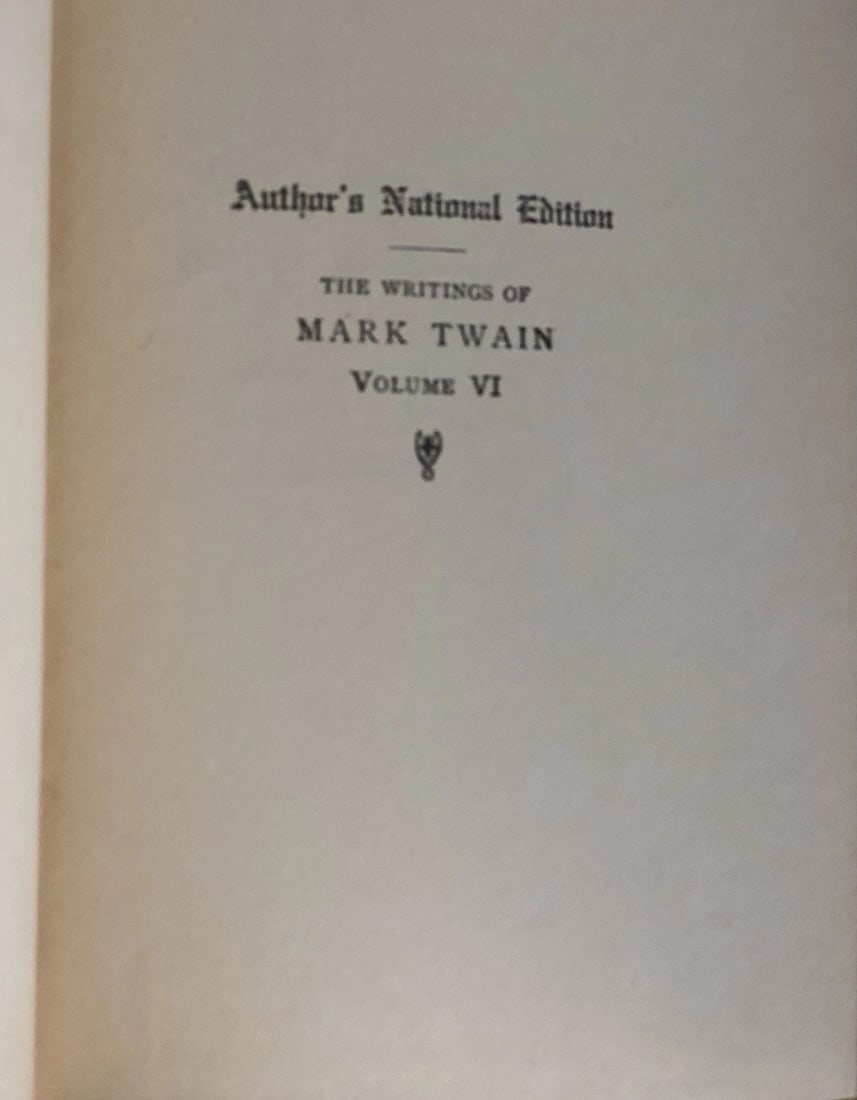 Author's National Edition
THE WRITINGS OF
MARK TWAIN
VOLUME VI